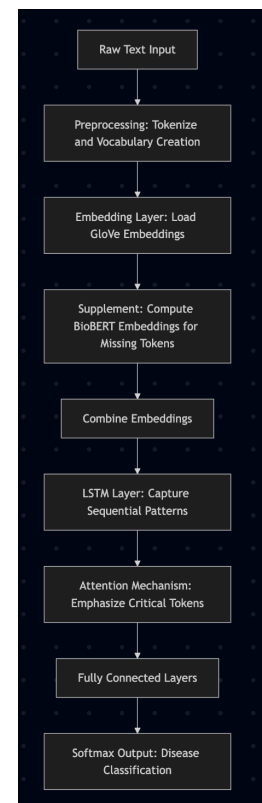 Raw Text Input
Preprocessing: Tokenize
and Vocabulary Creation
Embedding Layer: Load
GloVe Embeddings
Supplement: Compute
BioBERT Embeddings for
Missing Tokens
Combine Embeddings
LSTM Layer: Capture
Sequential Patterns
Attention Mechanism:
Emphasize Critical Tokens
Fully Connected Layers
Softmax Output: Disease
Classification